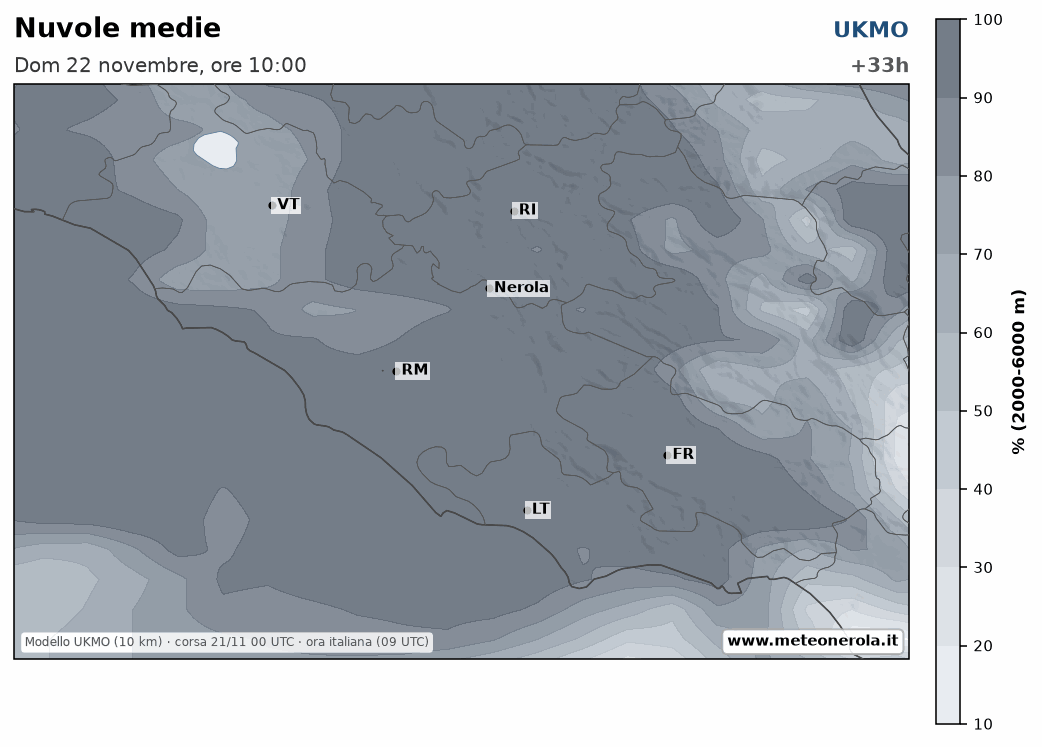 Nuvole medie
UKMO
Dom 22 novembre, ore 10:00
+33h
100
90
80
70
60
50
40
30
20
10
% (2000-6000 m)
VT
RI
Nerola
RM
FR
LT
Modello UKMO (10 km) · corsa 21/11 00 UTC · ora italiana (09 UTC)
www.meteonerola.it